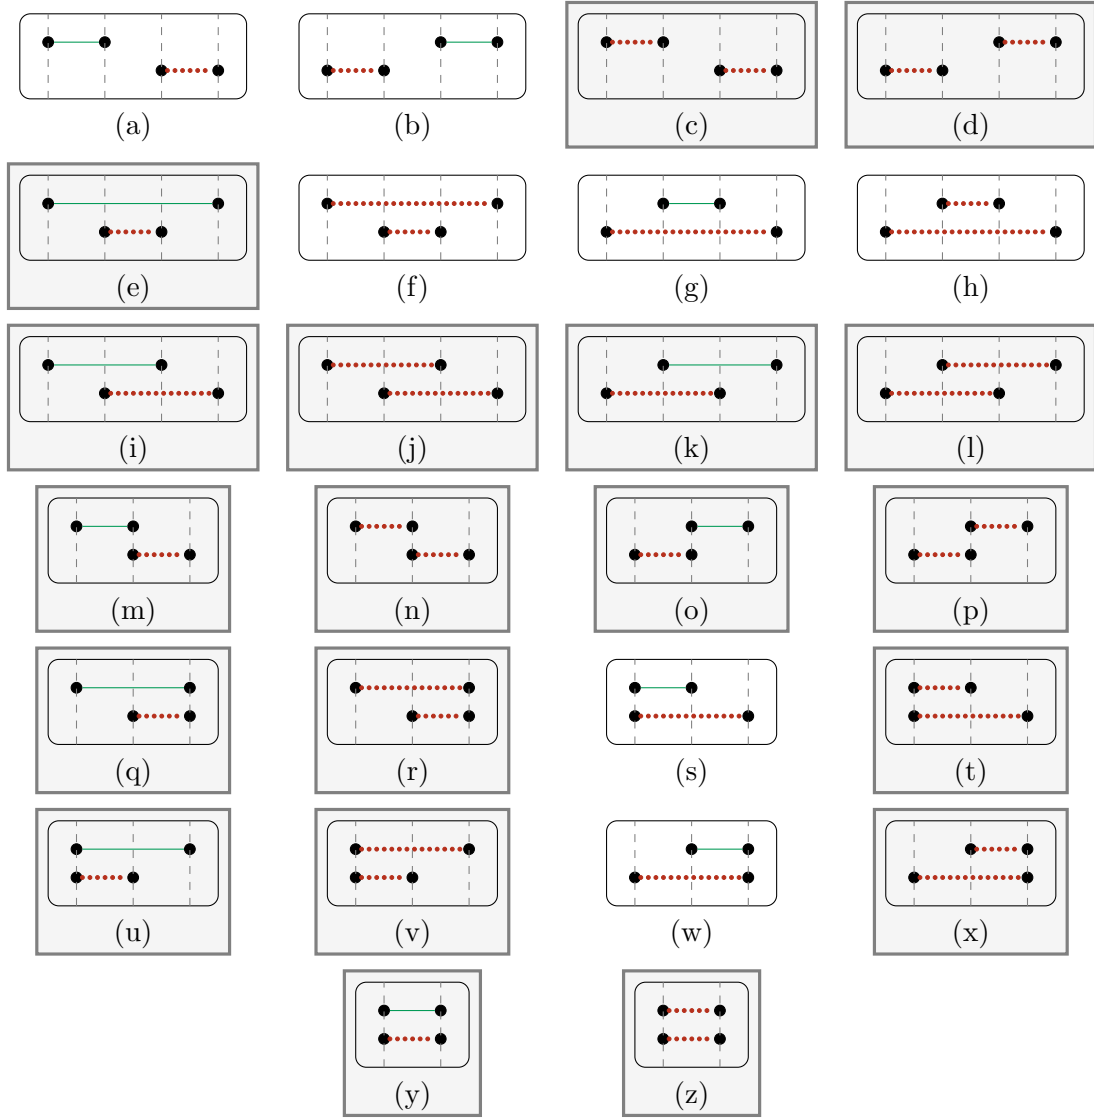 (a) (b) (c) (d)
(e) (f) (g) (h)
(i) (j) (k) (l)
(m) (n) (o) (p)
(q) (r) (s) (t)
(u) (v) (w) (x)
(y) (z)